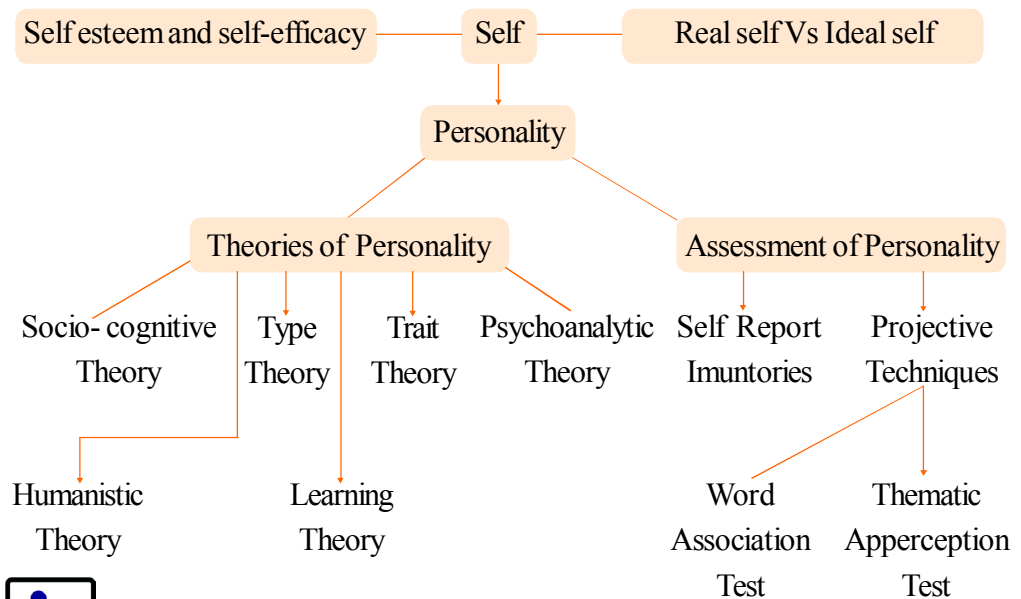 Self esteem and self-efficacy
Self
Real self Vs Ideal self
Personality
Theories of Personality
Assessment of Personality
Socio- cognitive
Theory
Type
Theory
Trait
Theory
Psychoanalytic
Theory
Self Report
Imuntories
Projective
Techniques
Humanistic
Theory
Learning
Theory
Word
Association
Test
Thematic
Apperception
Test